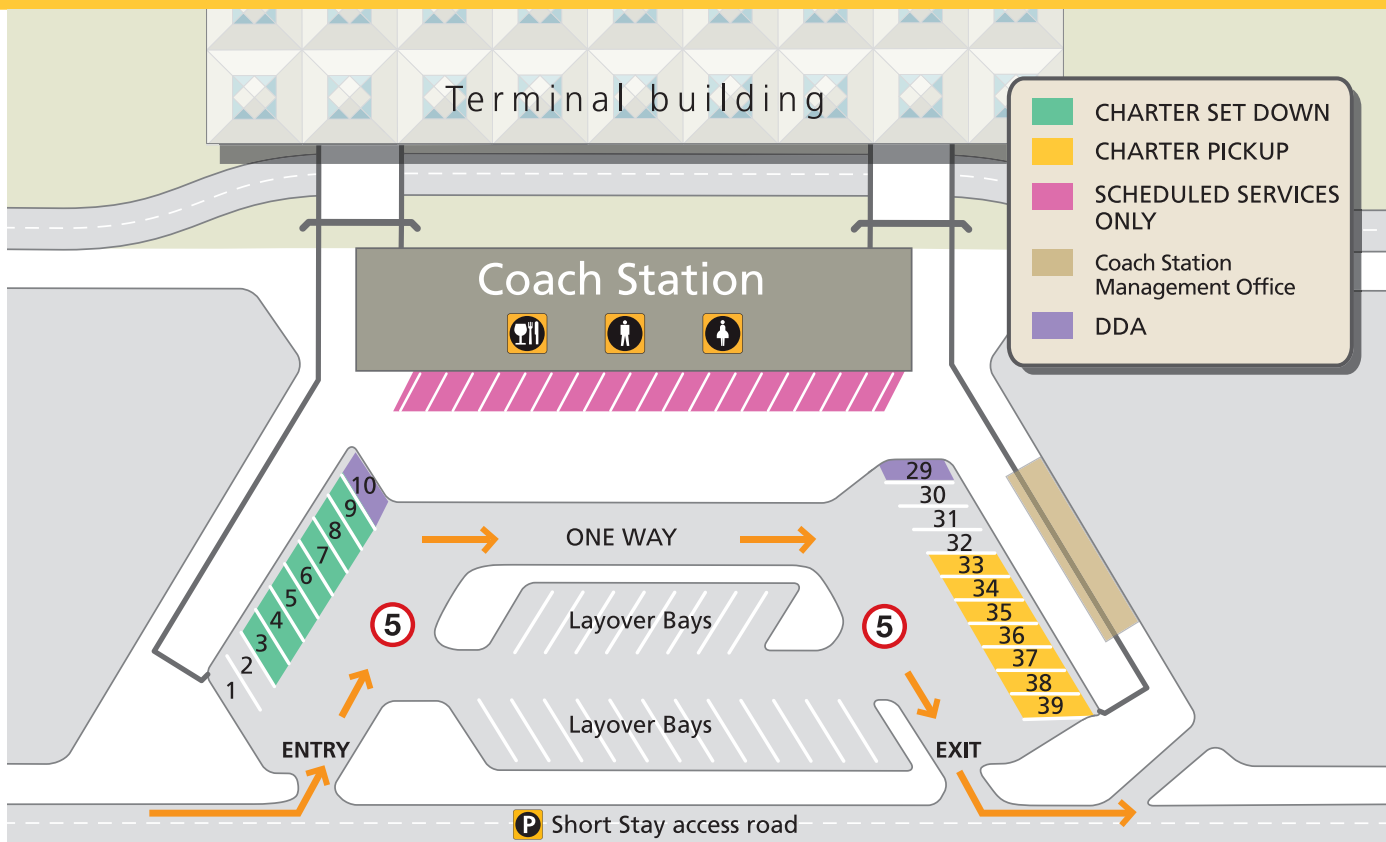 Terminal building
CHARTER SET DOWN
CHARTER PICKUP
SCHEDULED SERVICES
ONLY
Coach Station
Management Office
DDA
Coach Station
10
9
8
7
6
5
4
3
2
1
29
30
31
32
33
34
35
36
37
38
39
ONE WAY
5
5
Layover Bays
Layover Bays
ENTRY
EXIT
P Short Stay access road